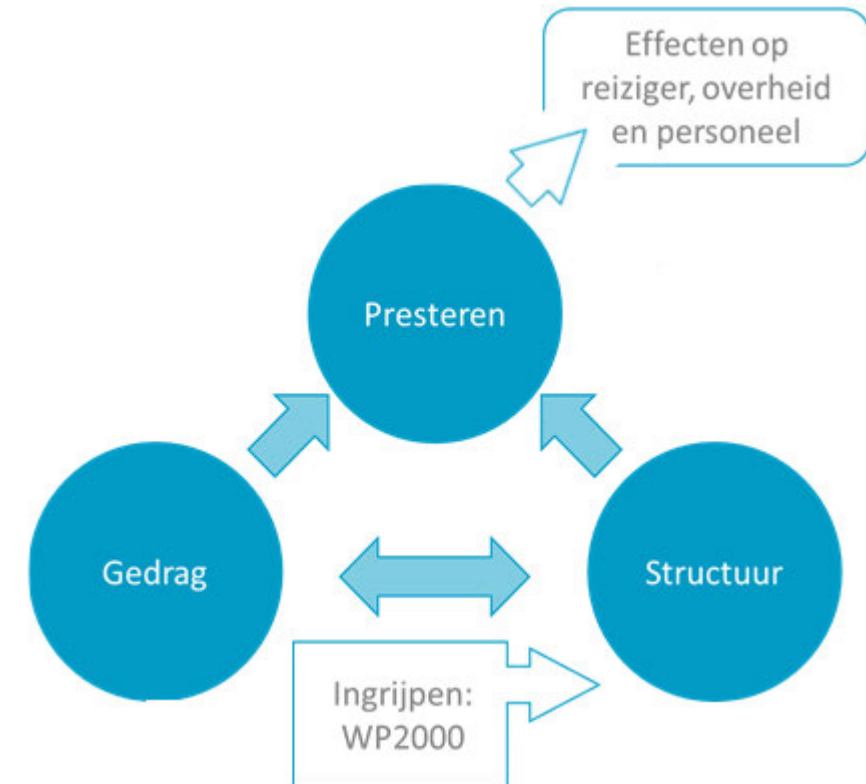 Effecten op
reiziger, overheid
en personeel
Presteren
Gedrag
Structuur
Ingrijpen:
WP2000